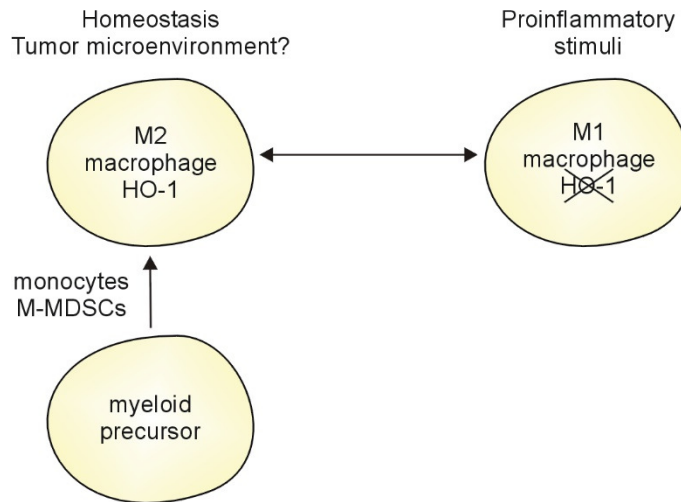 Homeostasis
Tumor microenvironment?
Proinflammatory
stimuli
M2
macrophage
HO-1
M1
macrophage
HO-1
monocytes
M-MDSCs
myeloid
precursor